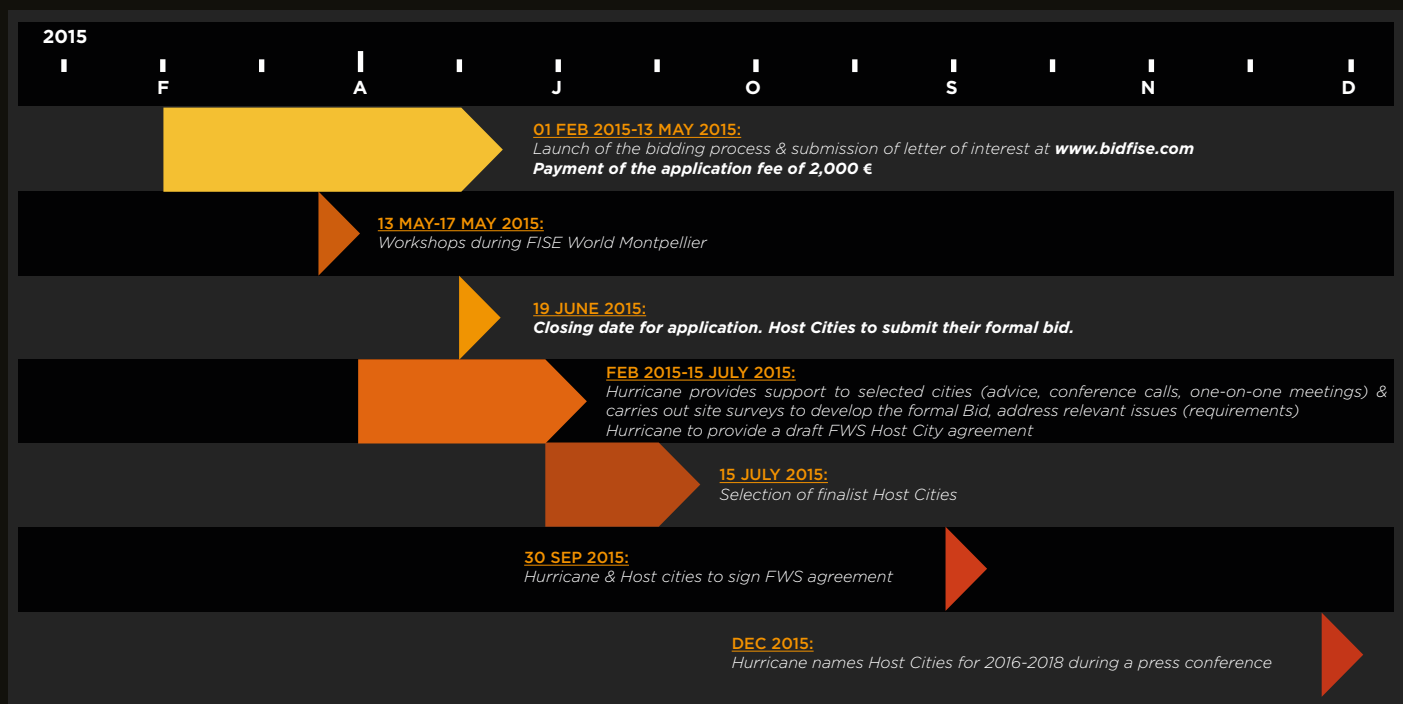 2015
F A J O S N D
01 FEB 2015-13 MAY 2015:
Launch of the bidding process & submission of letter of interest at www.bidfise.com
Payment of the application fee of 2,000 €
13 MAY-17 MAY 2015:
Workshops during FISE World Montpellier
19 JUNE 2015:
Closing date for application. Host Cities to submit their formal bid.
FEB 2015-15 JULY 2015:
Hurricane provides support to selected cities (advice, conference calls, one-on-one meetings) &
carries out site surveys to develop the formal Bid, address relevant issues (requirements)
Hurricane to provide a draft FWS Host City agreement
15 JULY 2015:
Selection of finalist Host Cities
30 SEP 2015:
Hurricane & Host cities to sign FWS agreement
DEC 2015:
Hurricane names Host Cities for 2016-2018 during a press conference